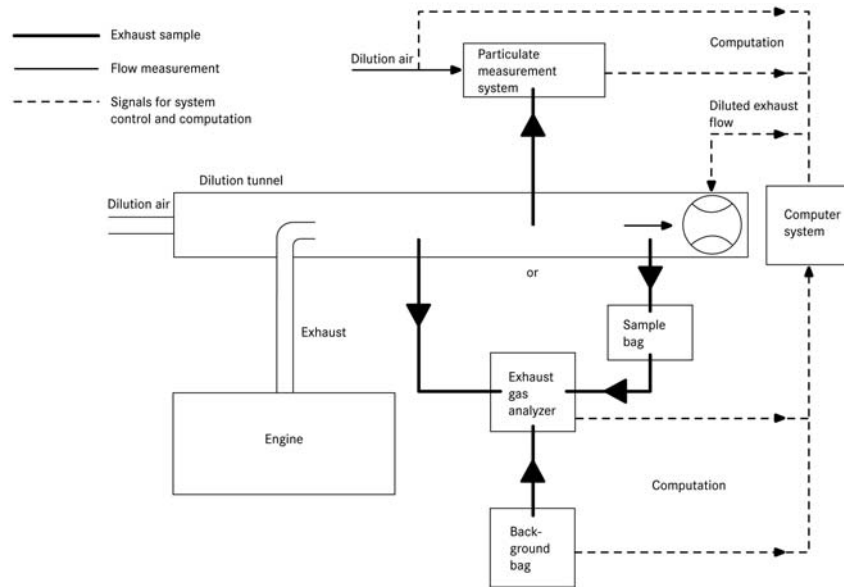 Exhaust sample
Flow measurement
Signals for system
control and computation
Dilution air
Particulate
measurement
system
Computation
Diluted exhaust
flow
Dilution tunnel
Dilution air
Computer
system
or
Exhaust
Sample
bag
Exhaust
gas
analyzer
Engine
Computation
Back-
ground
bag